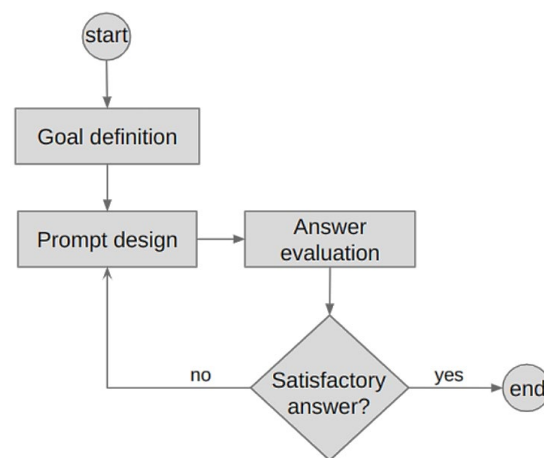 start
Goal definition
Prompt design
Answer
evaluation
Satisfactory
answer?
no
yes
end